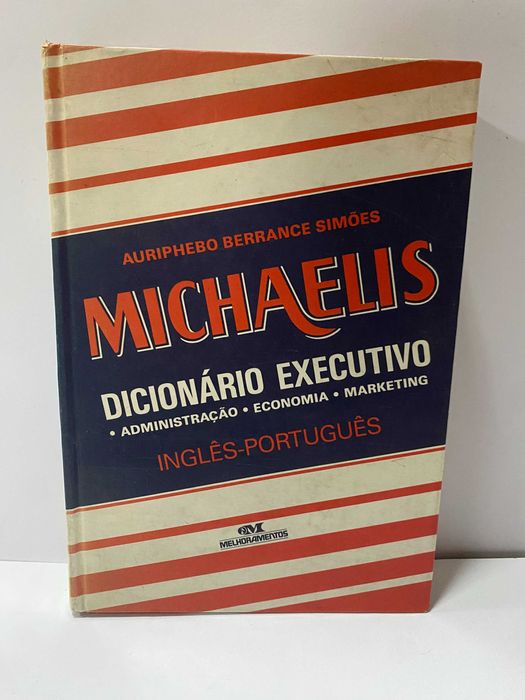 AURIPHEBO BERRANCE SIMÕES
MICHAELIS
DICIONÁRIO EXECUTIVO
• ADMINISTRAÇÃO • ECONOMIA • MARKETING
INGLÊS-PORTUGUÊS
M
MELHORAMENTOS